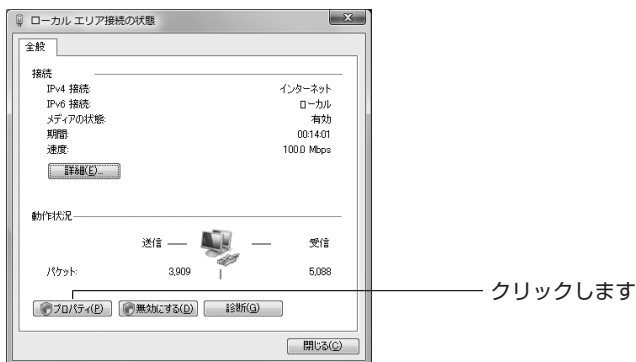 ローカル エリア接続の状態
全般
接続
IPv4 接続: インターネット
IPv6 接続: ローカル
メディアの状態: 有効
期間: 00:14:01
速度: 100.0 Mbps
詳細(E)...
動作状況
送信 — — 受信
パケット: 3,909 5,088
プロパティ(P) 無効にする(D) 診断(G)
クリックします
閉じる(C)